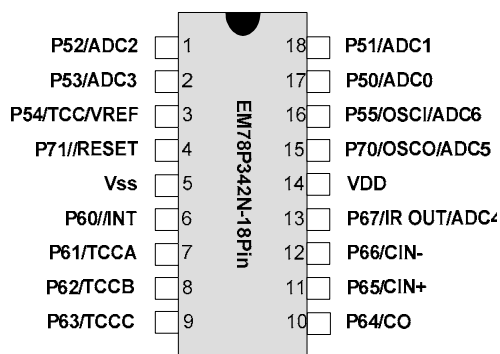 P52/ADC2 1 18 P51/ADC1
P53/ADC3 2 17 P50/ADC0
P54/TCC/VREF 3 16 P55/OSCI/ADC6
P71//RESET 4 15 P70/OSCO/ADC5
Vss 5 14 VDD
P60//INT 6 13 P67/IR OUT/ADC4
P61/TCCA 7 12 P66/CIN-
P62/TCCB 8 11 P65/CIN+
P63/TCCC 9 10 P64/CO
EM78P342N-18Pin